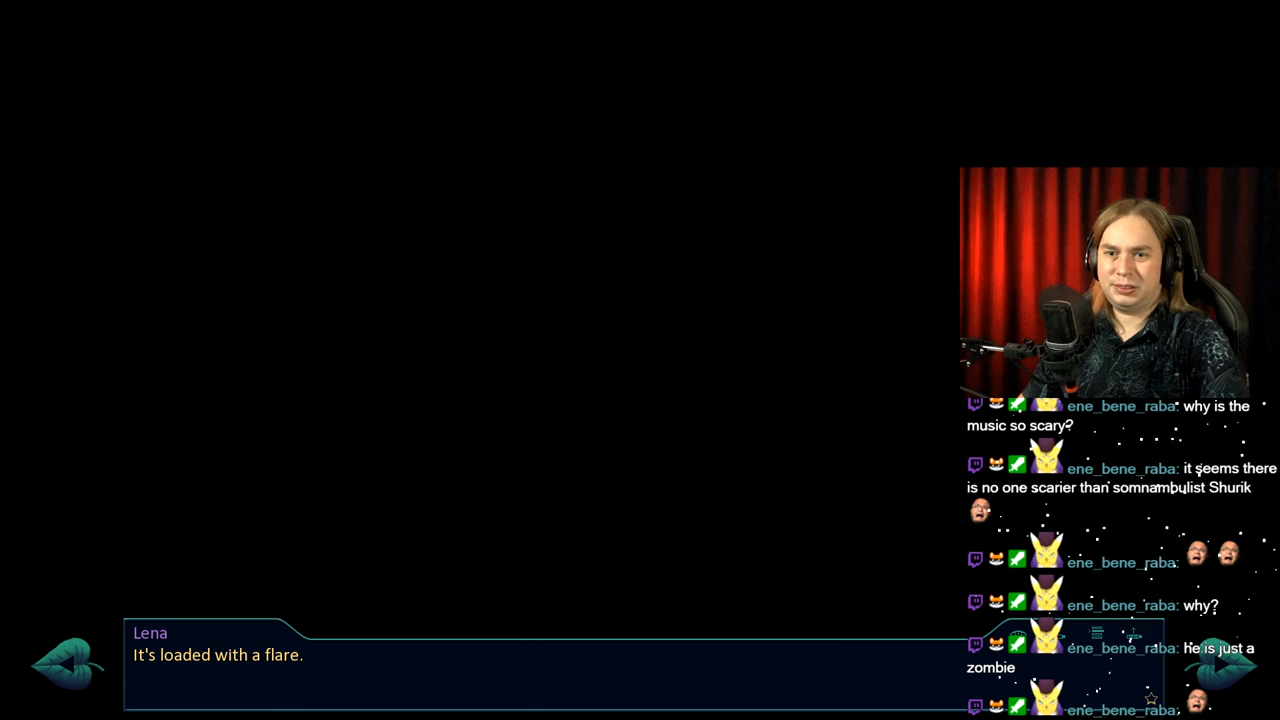 ene_bene_raba: why is the
music so scary?
ene_bene_raba: it seems there
is no one scarier than somnambulist Shurik
ene_bene_raba:
ene_bene_raba: why?
ene_bene_raba: he is just a
zombie
ene_bene_raba:
Lena
It's loaded with a flare.